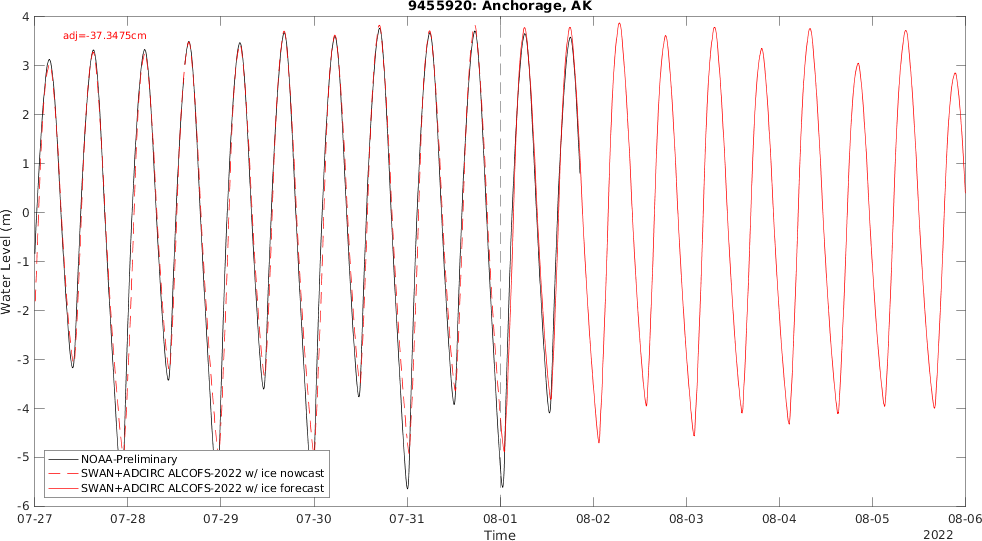 9455920: Anchorage, AK
adj=-37.3475cm
4
3
2
1
0
-1
-2
-3
-4
-5
-6
Water Level (m)
NOAA-Preliminary
SWAN+ADCIRC ALCOFS-2022 w/ ice nowcast
SWAN+ADCIRC ALCOFS-2022 w/ ice forecast
07-27 07-28 07-29 07-30 07-31 08-01 08-02 08-03 08-04 08-05 08-06
Time
2022